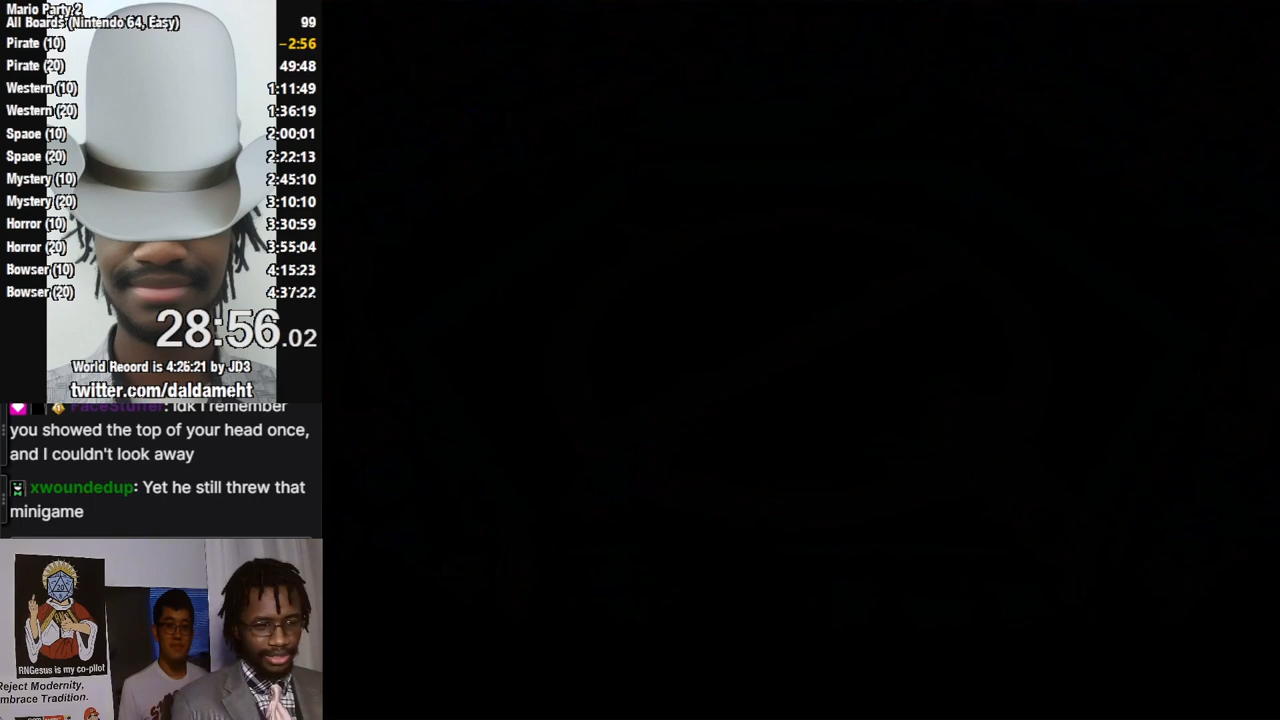 Mario Party 2
All Boards (Nintendo 64, Easy) 99
Pirate (10) −2:56
Pirate (20) 49:48
Western (10) 1:11:49
Western (20) 1:36:19
Space (10) 2:00:01
Space (20) 2:22:13
Mystery (10) 2:45:10
Mystery (20) 3:10:10
Horror (10) 3:30:59
Horror (20) 3:55:04
Bowser (10) 4:15:23
Bowser (20) 4:37:22
28:56.02
World Record is 4:26:21 by JD3
twitter.com/daldameht
FaceStuffer: Idk I remember
you showed the top of your head once,
and I couldn't look away
xwoundedup: Yet he still threw that
minigame
RNGesus is my co-pilot
Reject Modernity,
Embrace Tradition.